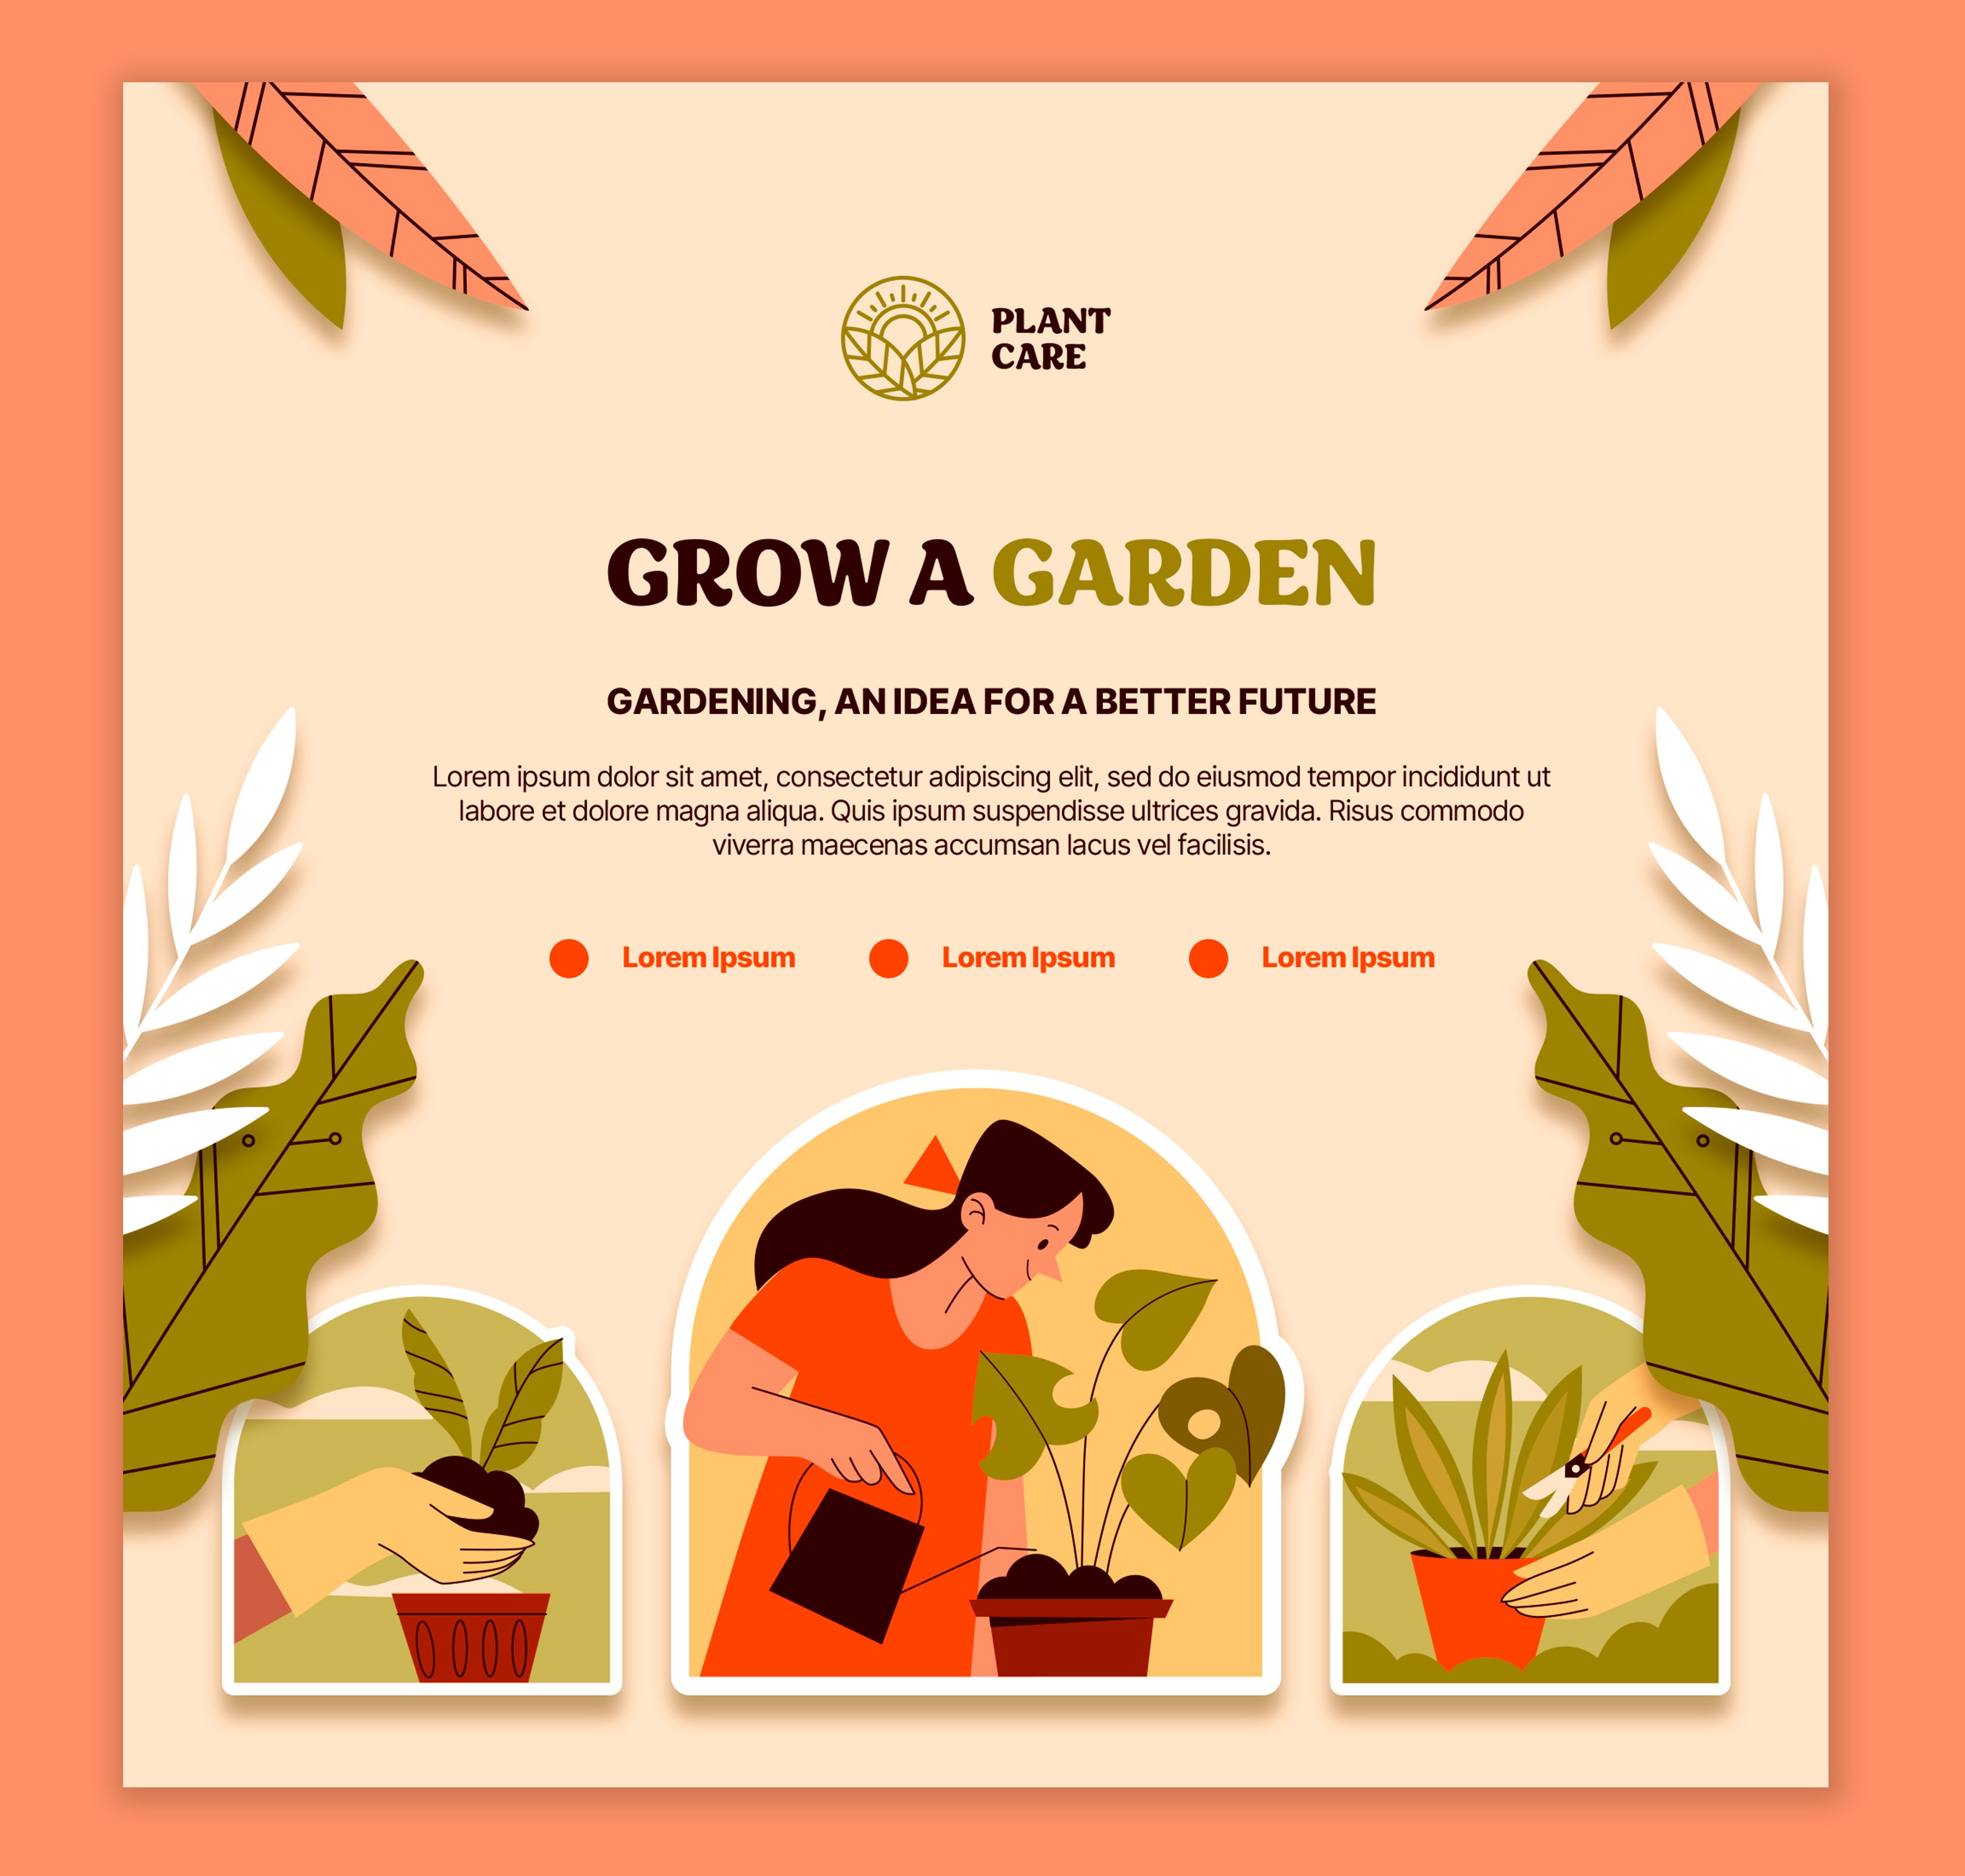 PLANT
CARE
GROW A GARDEN
GARDENING, AN IDEA FOR A BETTER FUTURE
Lorem ipsum dolor sit amet, consectetur adipiscing elit, sed do eiusmod tempor incididunt ut
labore et dolore magna aliqua. Quis ipsum suspendisse ultrices gravida. Risus commodo
viverra maecenas accumsan lacus vel facilisis.
Lorem Ipsum Lorem Ipsum Lorem Ipsum